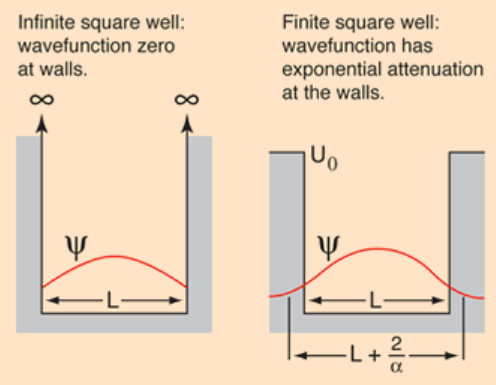 Infinite square well:
wavefunction zero
at walls.
Finite square well:
wavefunction has
exponential attenuation
at the walls.
∞ ∞
U₀
Ψ
L
Ψ
L
L + 2/α